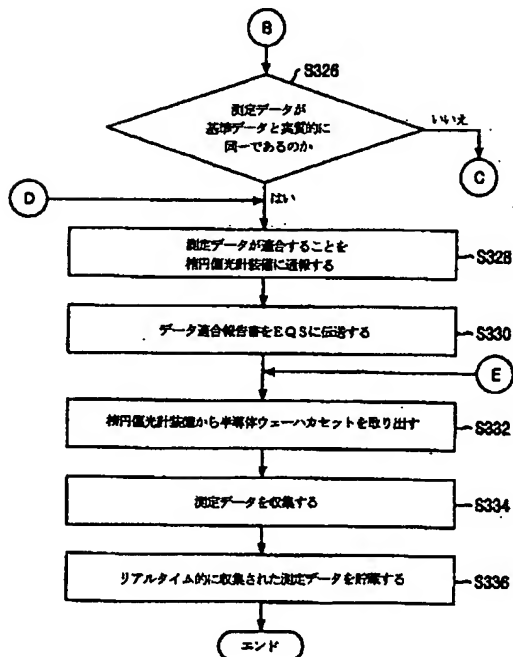 B
S326
測定データが
基準データと実質的に
同一であるのか
いいえ
C
D
はい
測定データが適合することを
楕円偏光計装置に通報する
S328
データ適合報告書をEQSに伝送する
S330
E
楕円偏光計装置から半導体ウェーハカセットを取り出す
S332
測定データを収集する
S334
リアルタイム的に収集された測定データを貯蔵する
S336
エンド